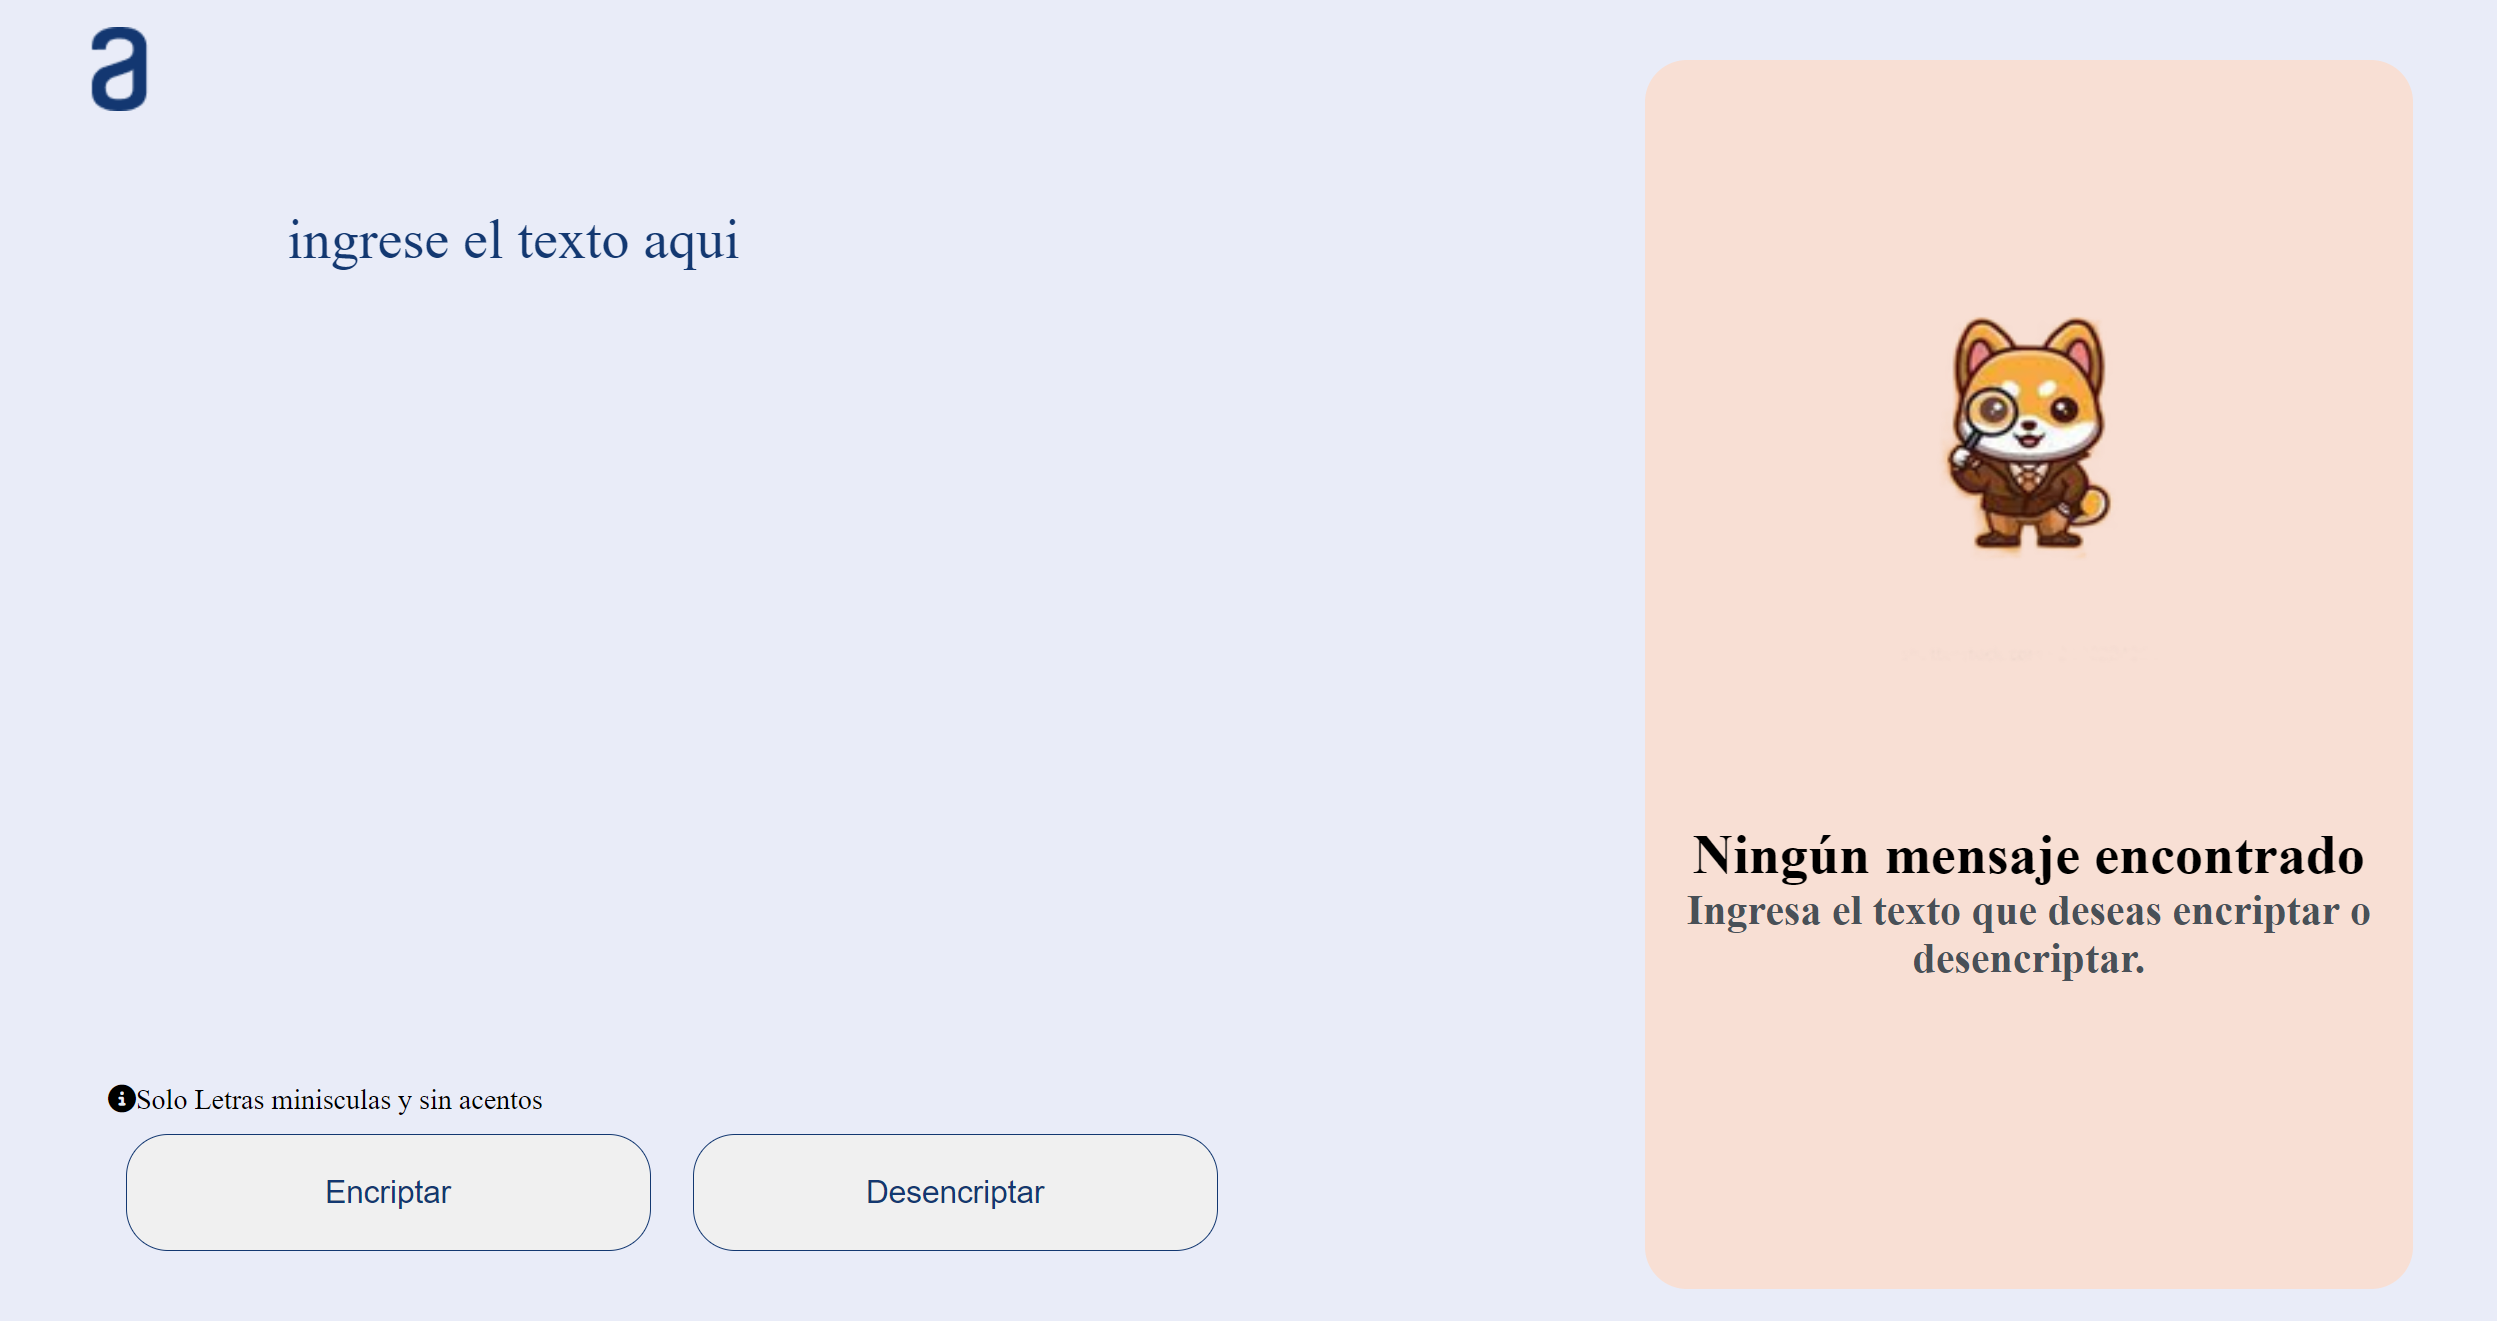 a
ingrese el texto aqui
Solo Letras minisculas y sin acentos
Encriptar
Desencriptar
Ningún mensaje encontrado
Ingresa el texto que deseas encriptar o
desencriptar.